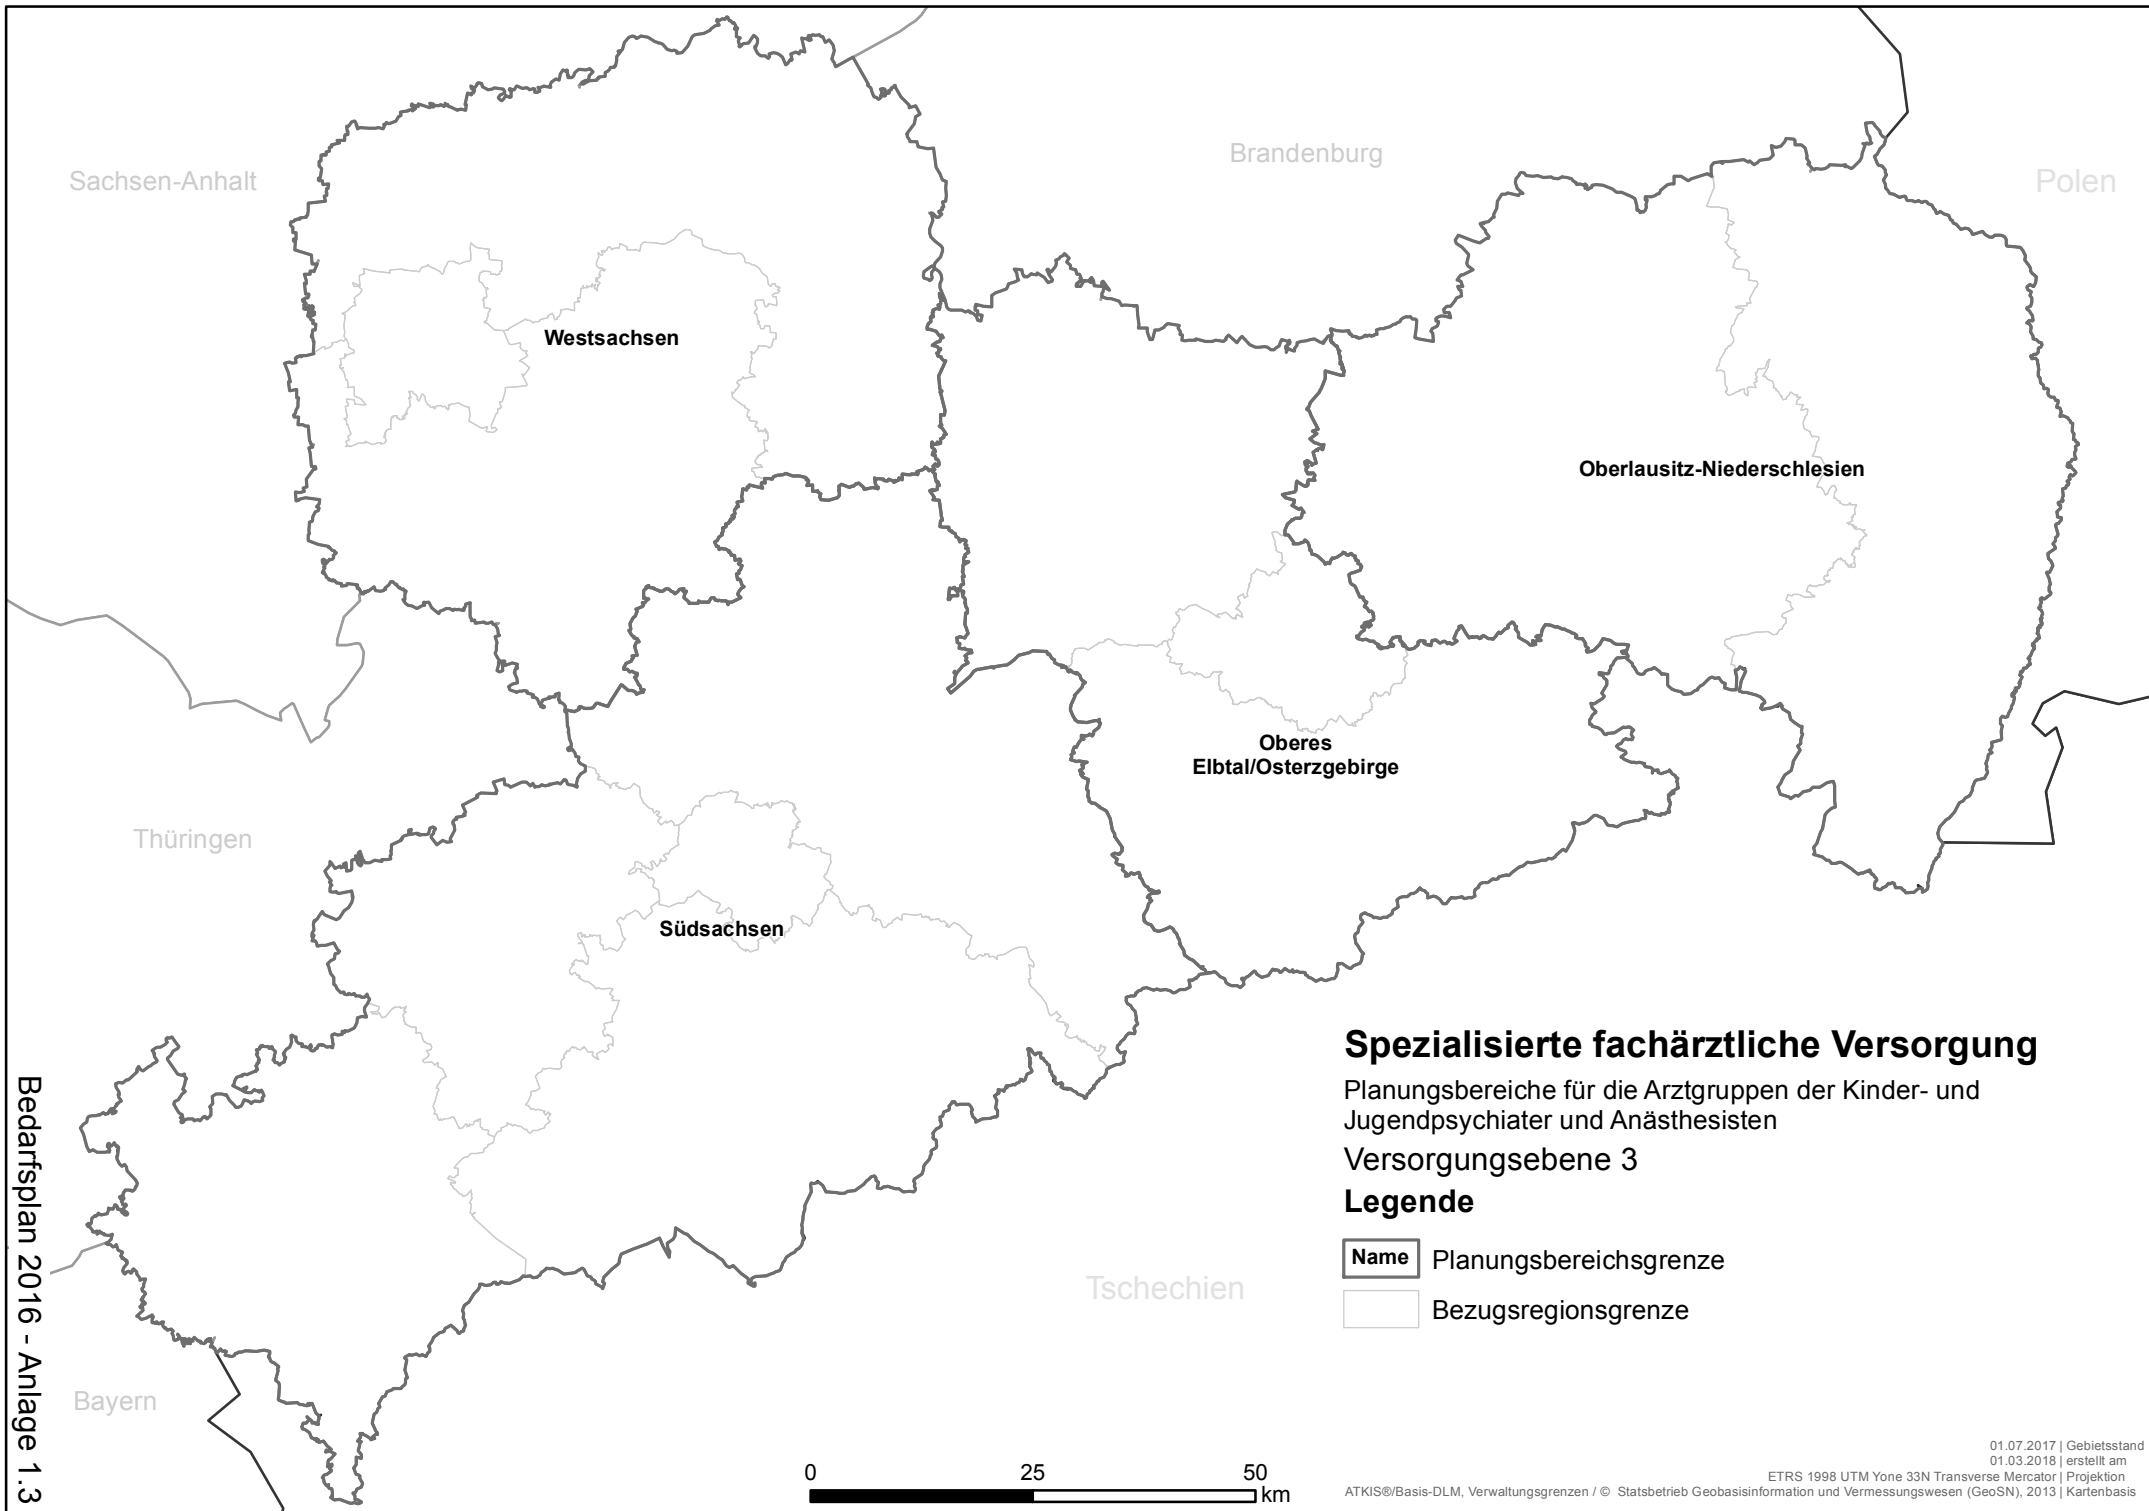 Sachsen-Anhalt
Brandenburg
Polen
Westsachsen
Oberlausitz-Niederschlesien
Oberes
Elbtal/Osterzgebirge
Thüringen
Südsachsen
Tschechien
Bayern
Spezialisierte fachärztliche Versorgung
Planungsbereiche für die Arztgruppen der Kinder- und
Jugendpsychiater und Anästhesisten
Versorgungsebene 3
Legende
Name Planungsbereichsgrenze
Bezugsregionsgrenze
0 25 50
km
01.07.2017 | Gebietsstand
01.03.2018 | erstellt am
ETRS 1998 UTM Yone 33N Transverse Mercator | Projektion
ATKIS®/Basis-DLM, Verwaltungsgrenzen / © Statsbetrieb Geobasisinformation und Vermessungswesen (GeoSN), 2013 | Kartenbasis
Bedarfsplan 2016 - Anlage 1.3